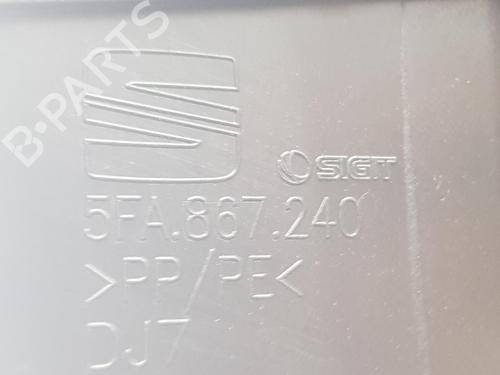 B-PARTS
SIGIT
5FA.867.240
>PP/PE<
DJ7